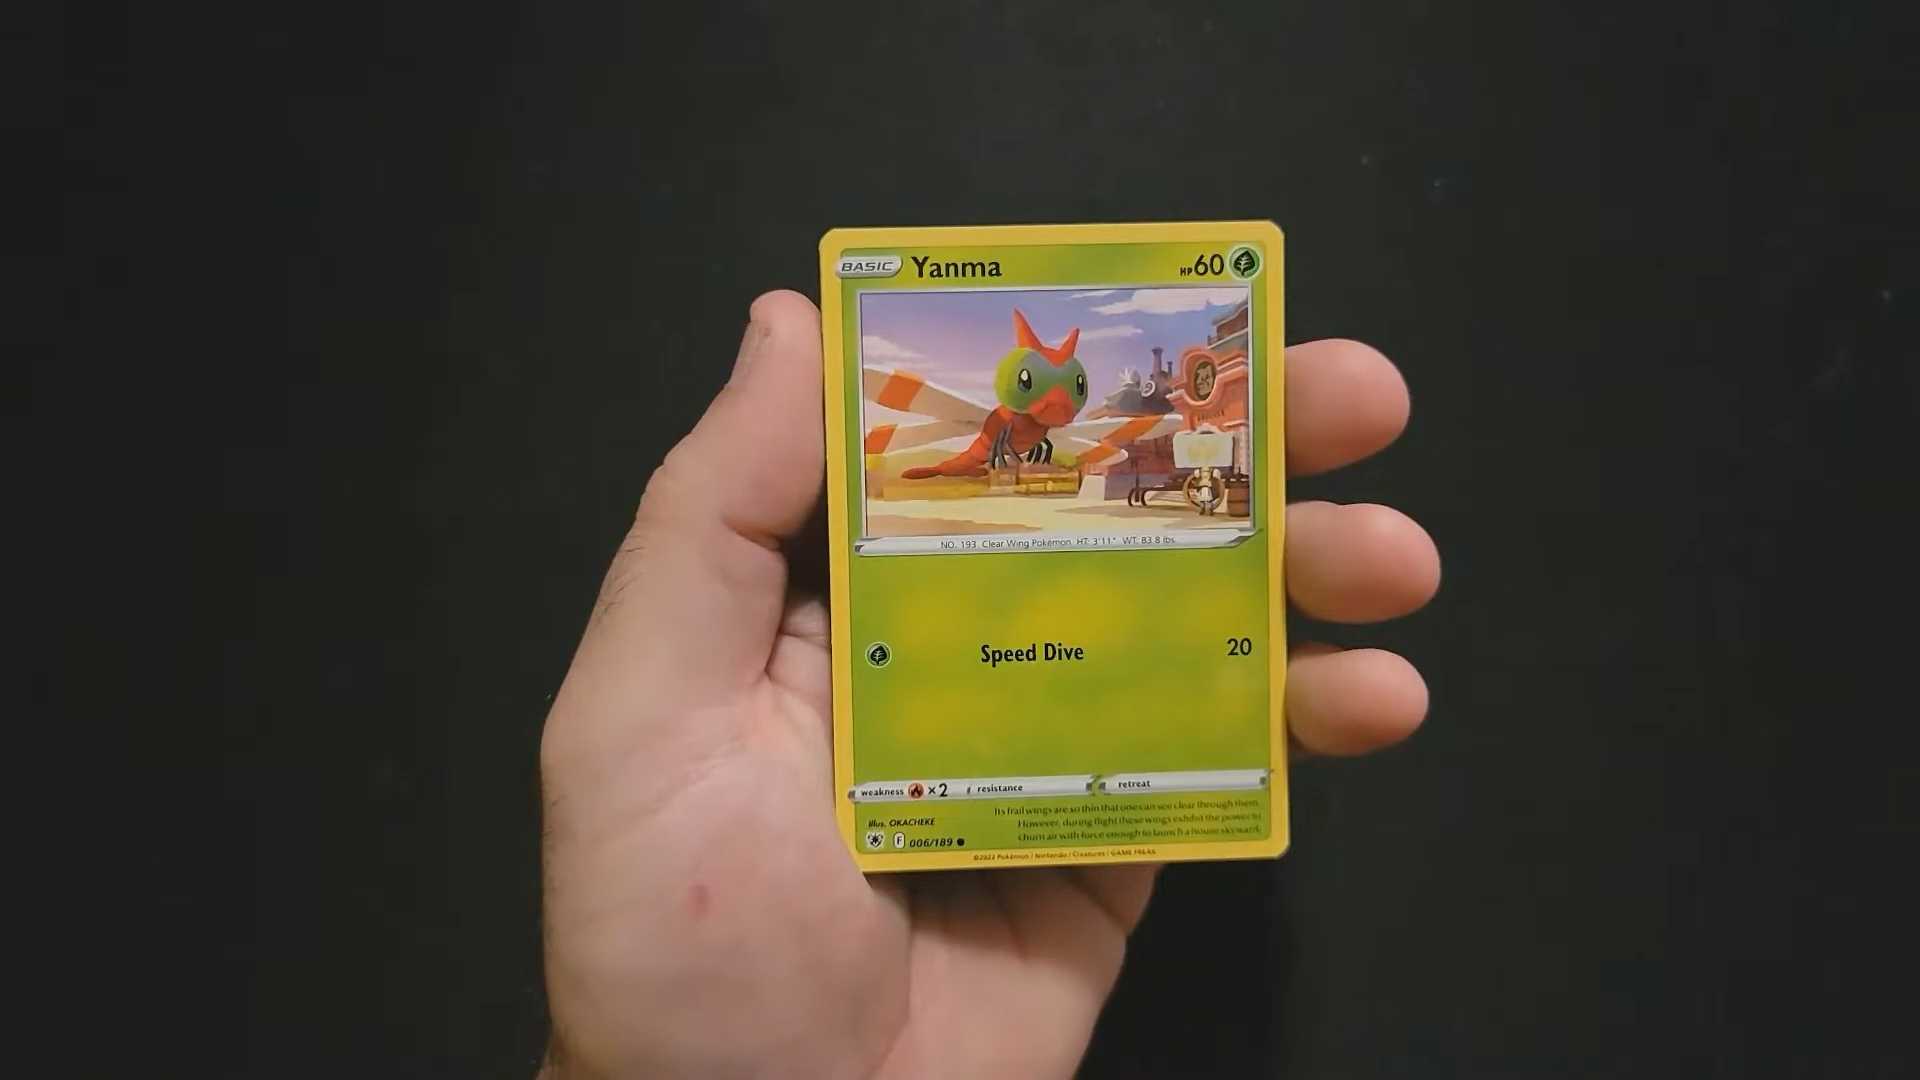 BASIC Yanma HP60
NO. 193 Clear Wing Pokémon HT: 3'11" WT: 83.8 lbs.
Speed Dive 20
weakness ×2 resistance retreat
Its frail wings are so thin that one can see clear through them.
However, during flight these wings exhibit the power to
churn air with force enough to launch a house skyward.
Illus. OKACHEKE
F 006/189
©2022 Pokémon / Nintendo / Creatures / GAME FREAK